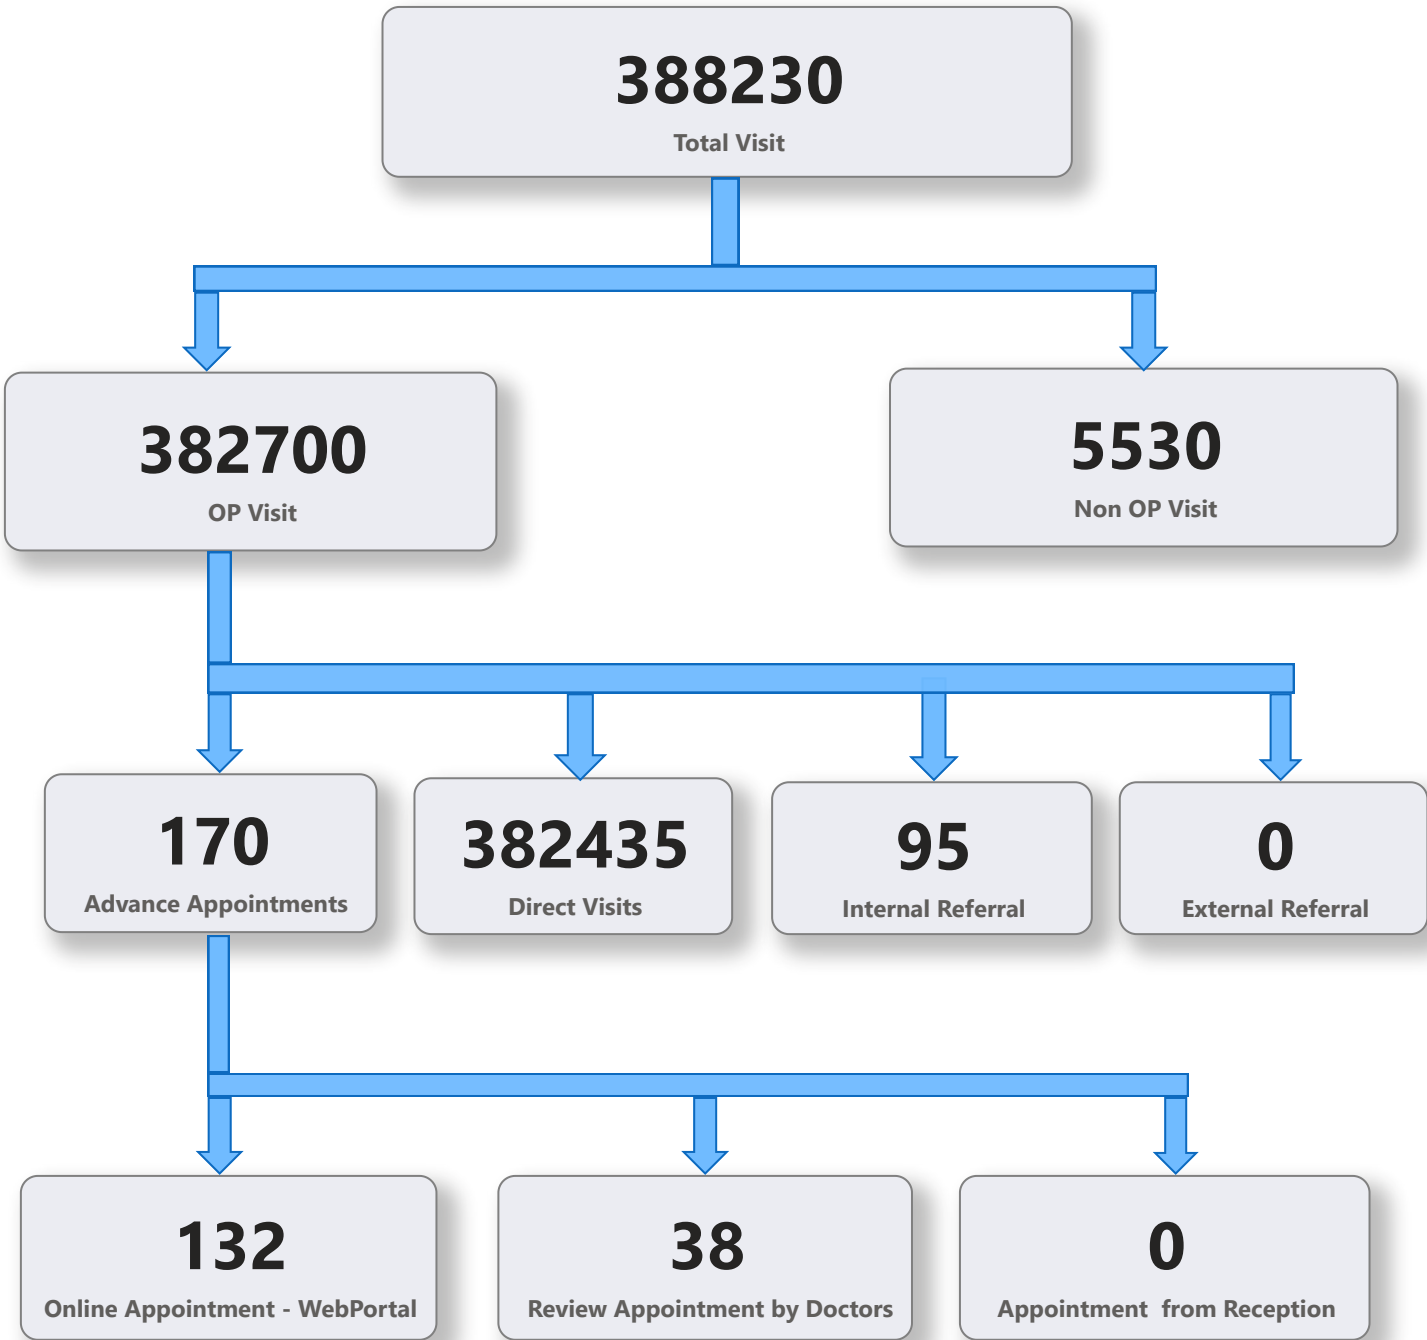 388230
Total Visit
382700
OP Visit
5530
Non OP Visit
170
Advance Appointments
382435
Direct Visits
95
Internal Referral
0
External Referral
132
Online Appointment - WebPortal
38
Review Appointment by Doctors
0
Appointment  from Reception